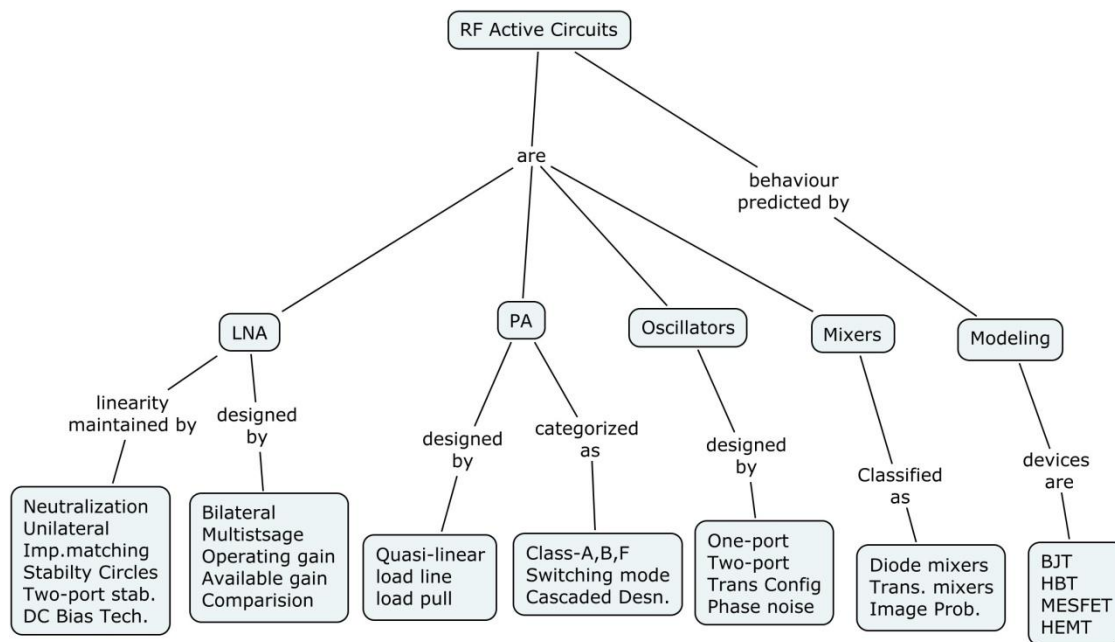 RF Active Circuits
are
behaviour
predicted by
LNA
PA
Oscillators
Mixers
Modeling
linearity
maintained by
designed
by
designed
by
categorized
as
designed
by
Classified
as
devices
are
Neutralization
Unilateral
Imp.matching
Stabilty Circles
Two-port stab.
DC Bias Tech.
Bilateral
Multistsage
Operating gain
Available gain
Comparision
Quasi-linear
load line
load pull
Class-A,B,F
Switching mode
Cascaded Desn.
One-port
Two-port
Trans Config
Phase noise
Diode mixers
Trans. mixers
Image Prob.
BJT
HBT
MESFET
HEMT